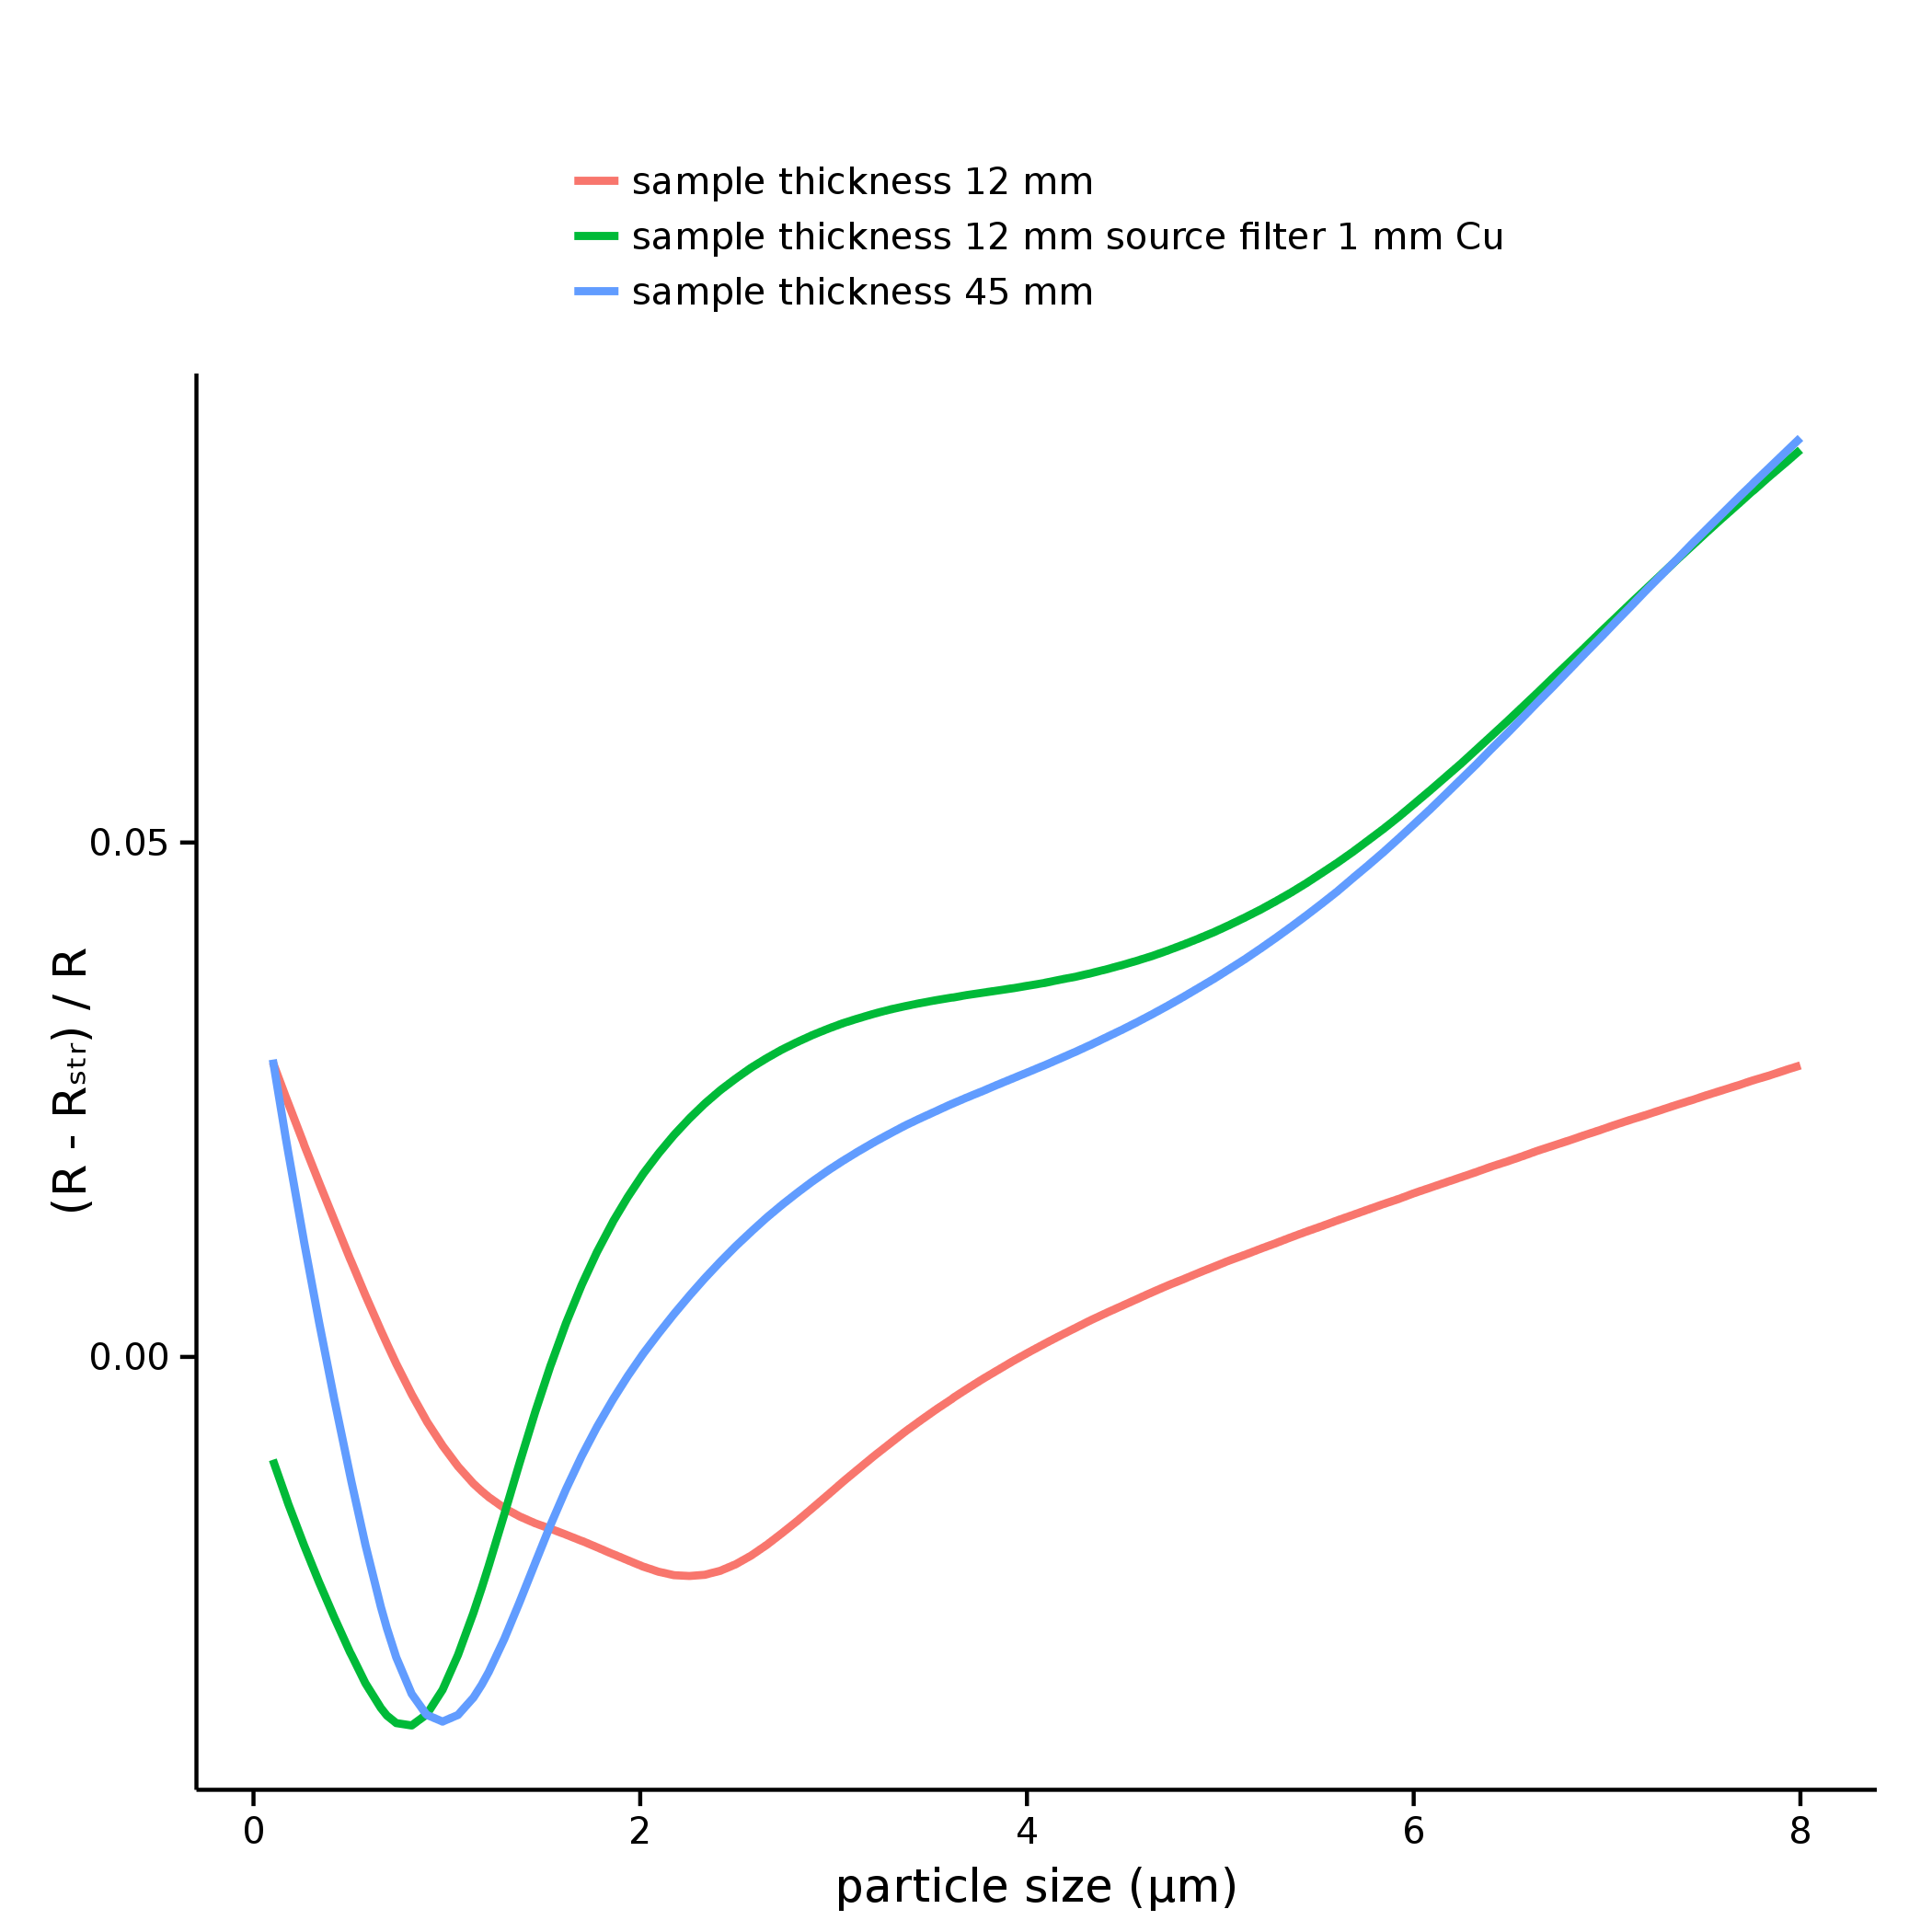 sample thickness 12 mm
sample thickness 12 mm source filter 1 mm Cu
sample thickness 45 mm
0.05
0.00
(R - Rₛₜᵣ) / R
0 2 4 6 8
particle size (µm)